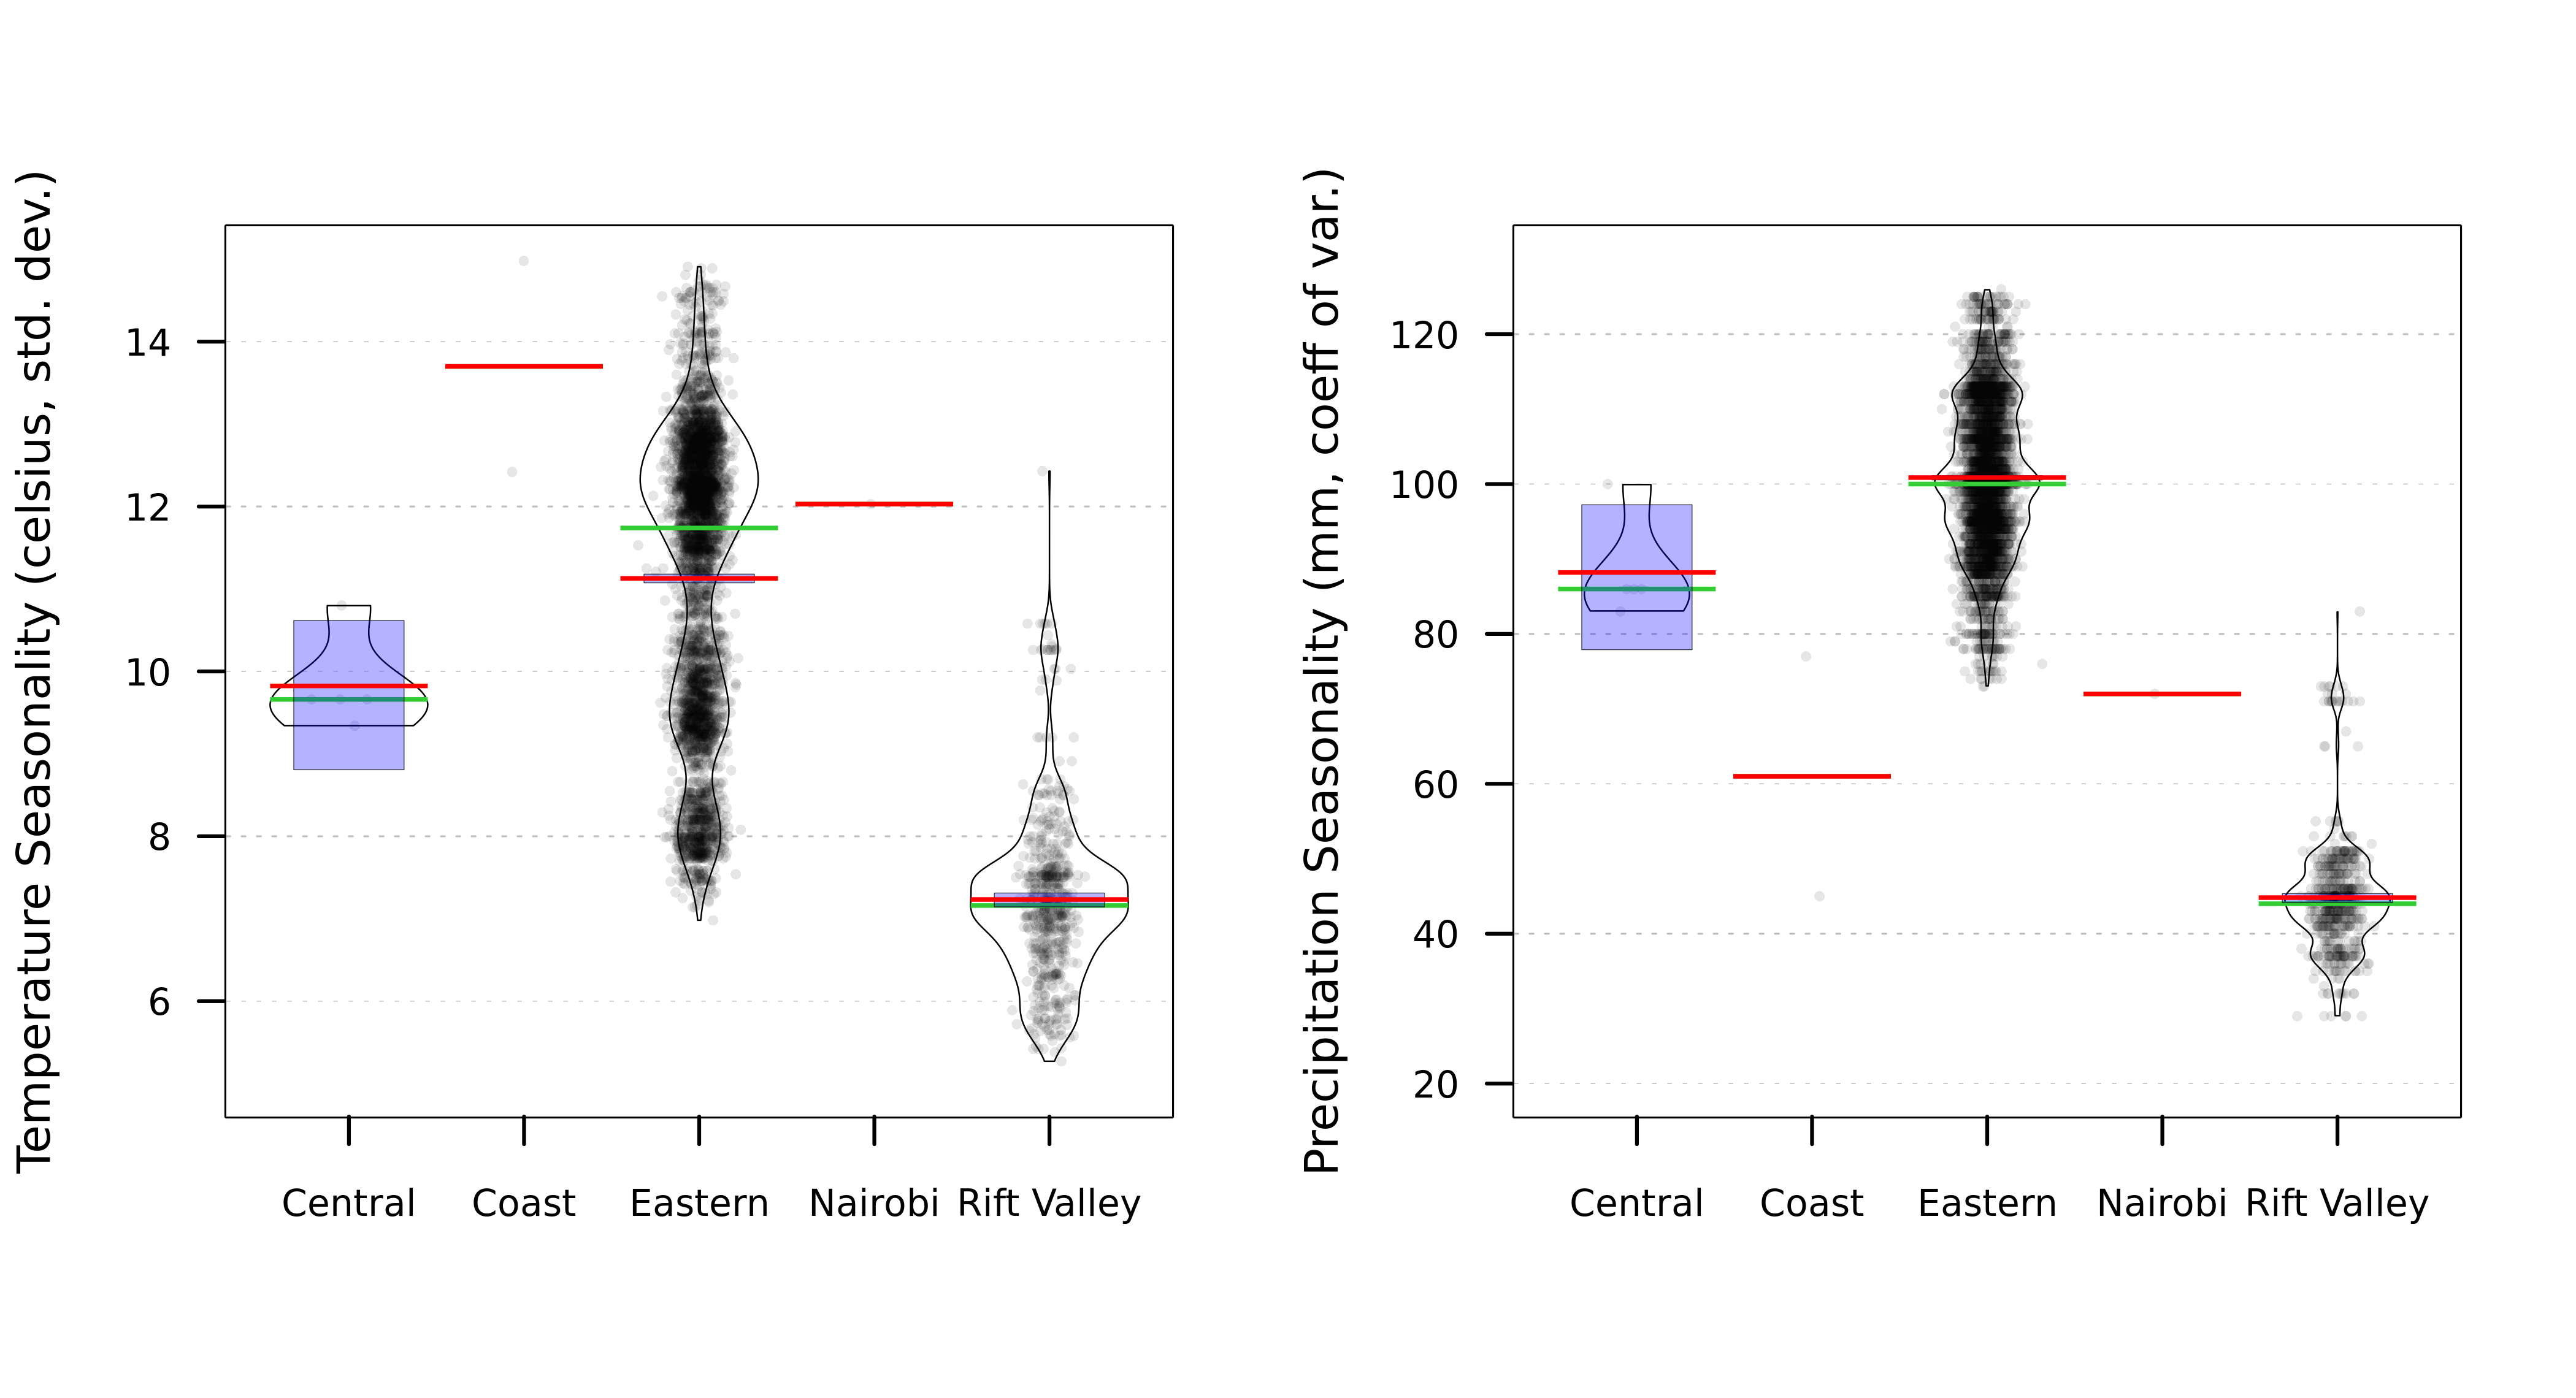 Temperature Seasonality (celsius, std. dev.)
14
12
10
8
6
Central Coast Eastern Nairobi Rift Valley
Precipitation Seasonality (mm, coeff of var.)
120
100
80
60
40
20
Central Coast Eastern Nairobi Rift Valley